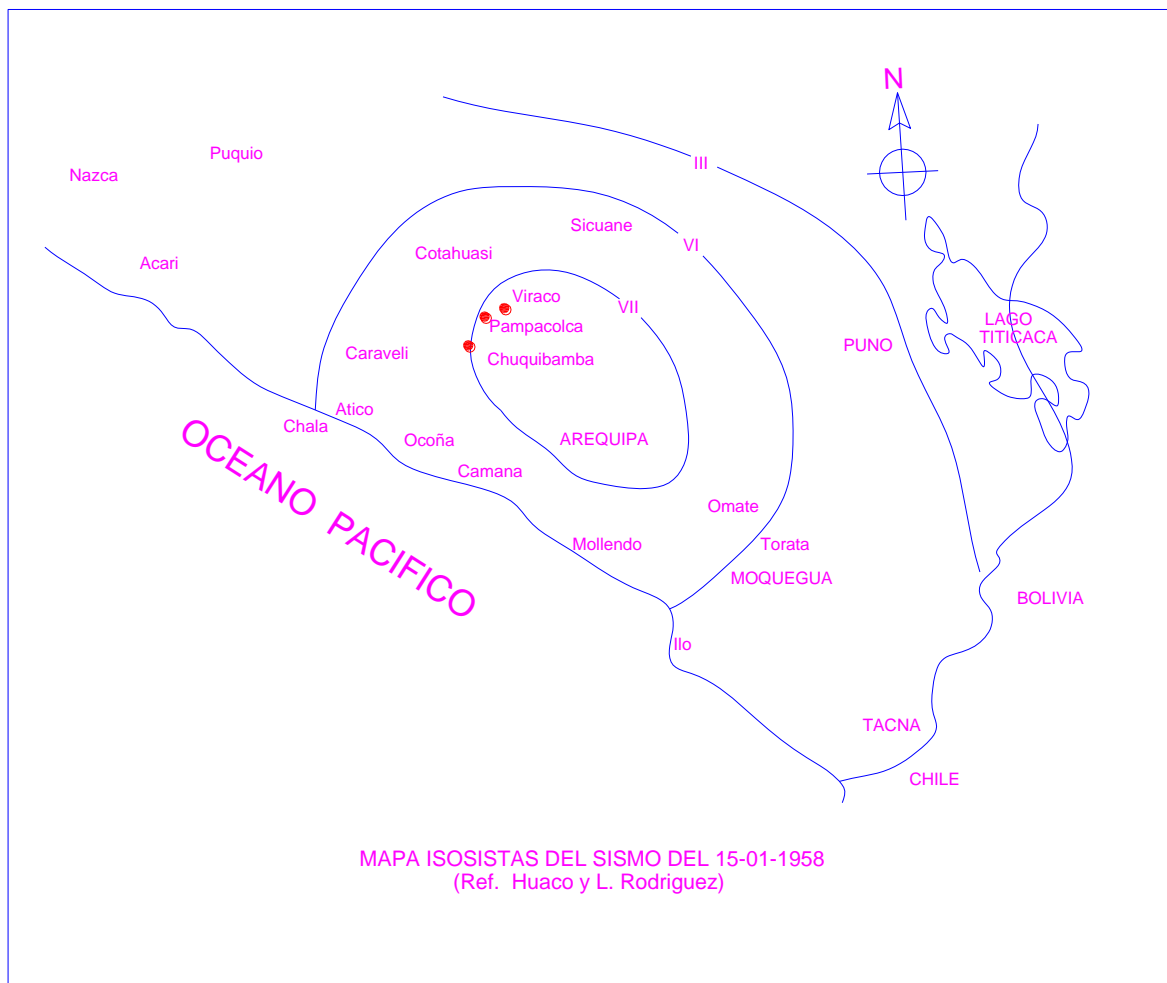 N
Puquio
III
Nazca
Sicuane
VI
Cotahuasi
Acari
Viraco
VII
LAGO
TITICACA
Pampacolca
PUNO
Caraveli
Chuquibamba
Atico
Chala
Ocoña
AREQUIPA
Camana
OCEANO PACIFICO
Omate
Mollendo
Torata
MOQUEGUA
BOLIVIA
Ilo
TACNA
CHILE
MAPA ISOSISTAS DEL SISMO DEL 15-01-1958
(Ref. Huaco y L. Rodriguez)